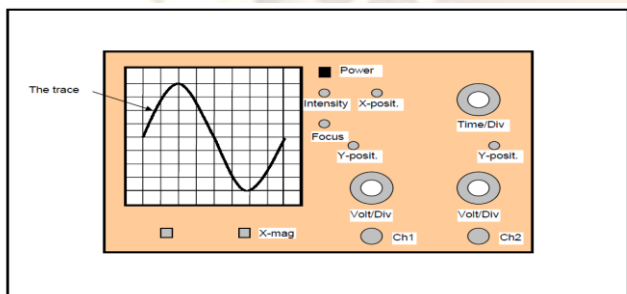 The trace
Power
Intensity
X-posit.
Focus
Time/Div
Y-posit.
Y-posit.
Volt/Div
Volt/Div
X-mag
Ch1
Ch2